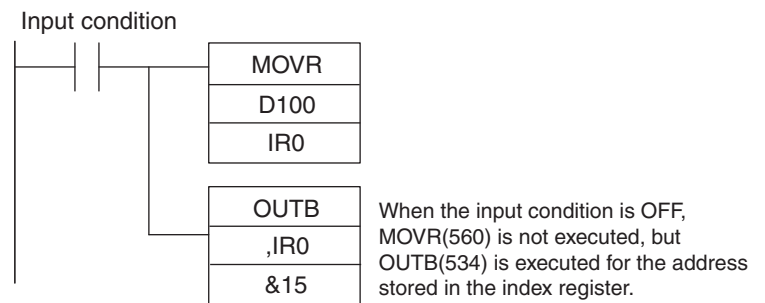 Input condition
MOVR
D100
IR0
OUTB
,IR0
&15
When the input condition is OFF,
MOVR(560) is not executed, but
OUTB(534) is executed for the address
stored in the index register.